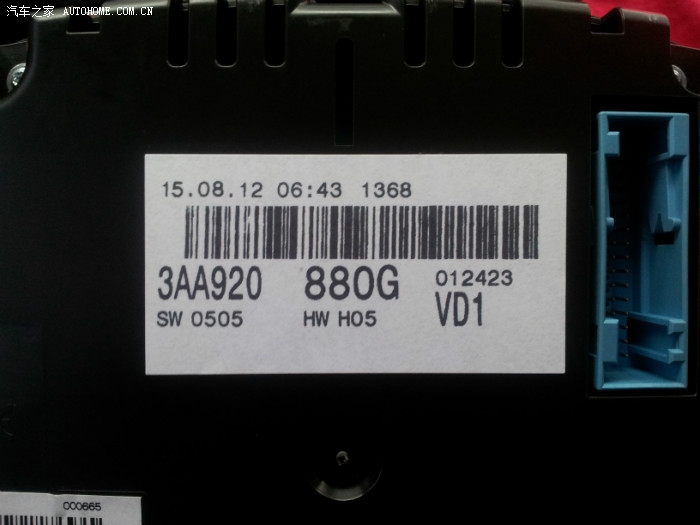 汽车之家 AUTOHOME.COM.CN
15.08.12 06:43 1368
3AA920 880G 012423
SW 0505 HW H05 VD1
000665